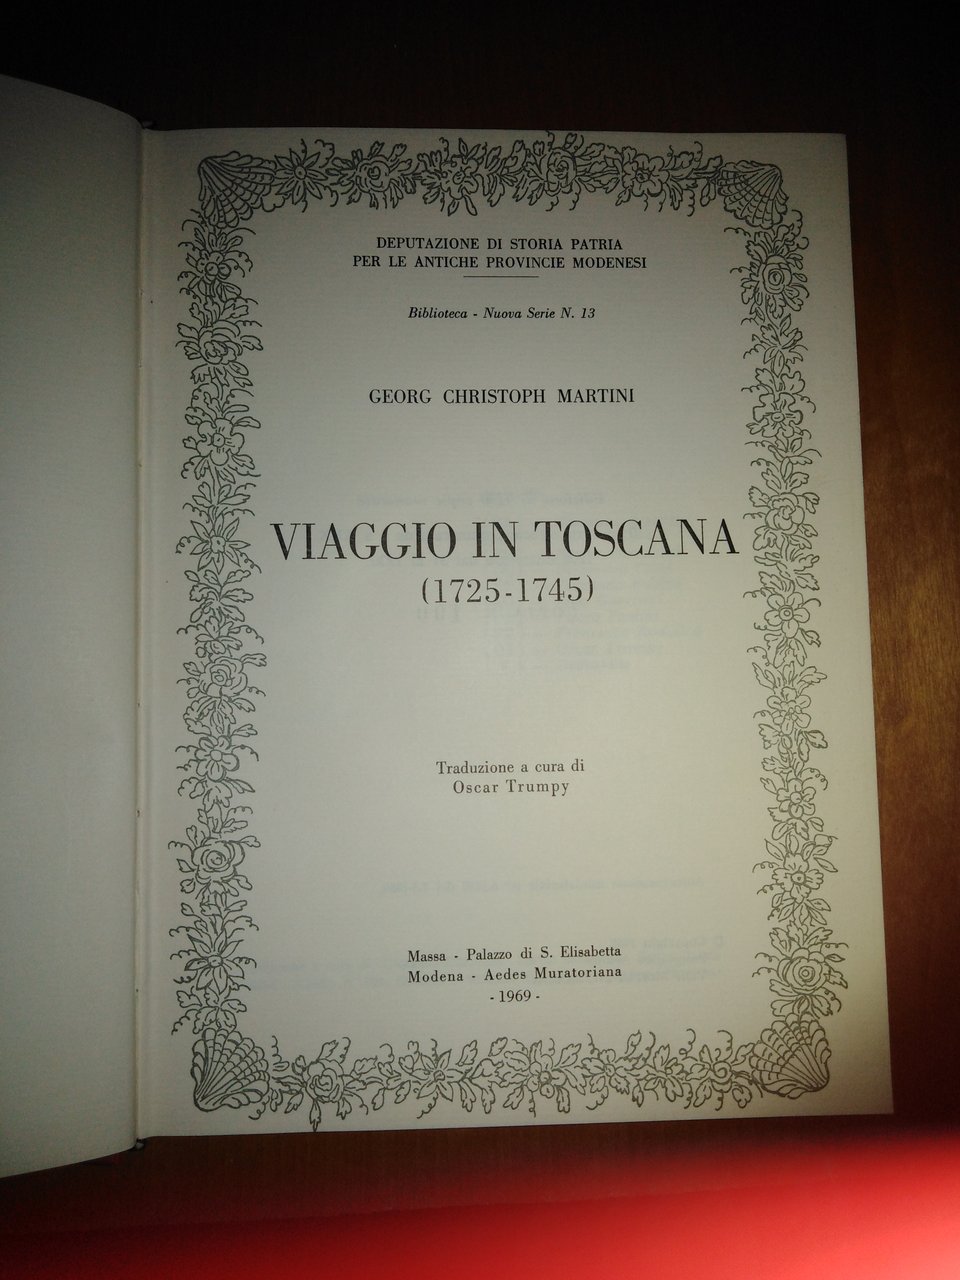 DEPUTAZIONE DI STORIA PATRIA
PER LE ANTICHE PROVINCIE MODENESI
Biblioteca - Nuova Serie N. 13
GEORG CHRISTOPH MARTINI
VIAGGIO IN TOSCANA
(1725-1745)
Traduzione a cura di
Oscar Trumpy
Massa - Palazzo di S. Elisabetta
Modena - Aedes Muratoriana
- 1969 -